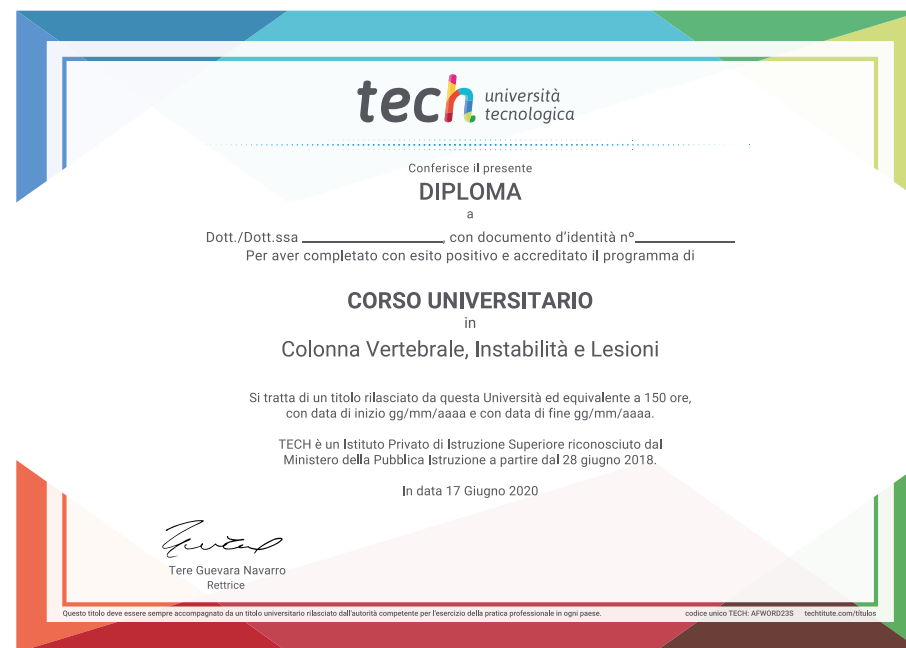 tech università
tecnologica
Conferisce il presente
DIPLOMA
a
Dott./Dott.ssa ________________, con documento d'identità nº____________
Per aver completato con esito positivo e accreditato il programma di
CORSO UNIVERSITARIO
in
Colonna Vertebrale, Instabilità e Lesioni
Si tratta di un titolo rilasciato da questa Università ed equivalente a 150 ore,
con data di inizio gg/mm/aaaa e con data di fine gg/mm/aaaa.
TECH è un Istituto Privato di Istruzione Superiore riconosciuto dal
Ministero della Pubblica Istruzione a partire dal 28 giugno 2018.
In data 17 Giugno 2020
Tere Guevara Navarro
Rettrice
Questo titolo deve essere sempre accompagnato da un titolo universitario rilasciato dall'autorità competente per l'esercizio della pratica professionale in ogni paese. codice unico TECH: AFWORD23S techtitute.com/titulos